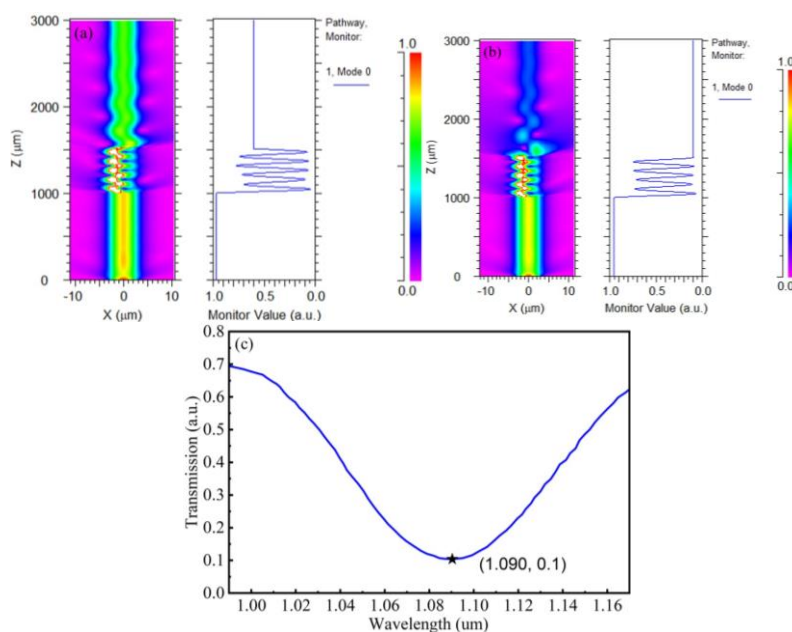 (a)
3000
2000
1000
0
Z (µm)
-10 0 10
X (µm)
Pathway,
Monitor:
1, Mode 0
1.0 0.5 0.0
Monitor Value (a.u.)
1.0
0.0
(b)
3000
2000
1000
0
Z (µm)
-10 0 10
X (µm)
Pathway,
Monitor:
1, Mode 0
1.0 0.5 0.0
Monitor Value (a.u.)
1.0
0.0
(c)
0.8
0.7
0.6
0.5
0.4
0.3
0.2
0.1
0.0
Transmission (a.u.)
(1.090, 0.1)
1.00 1.02 1.04 1.06 1.08 1.10 1.12 1.14 1.16
Wavelength (um)